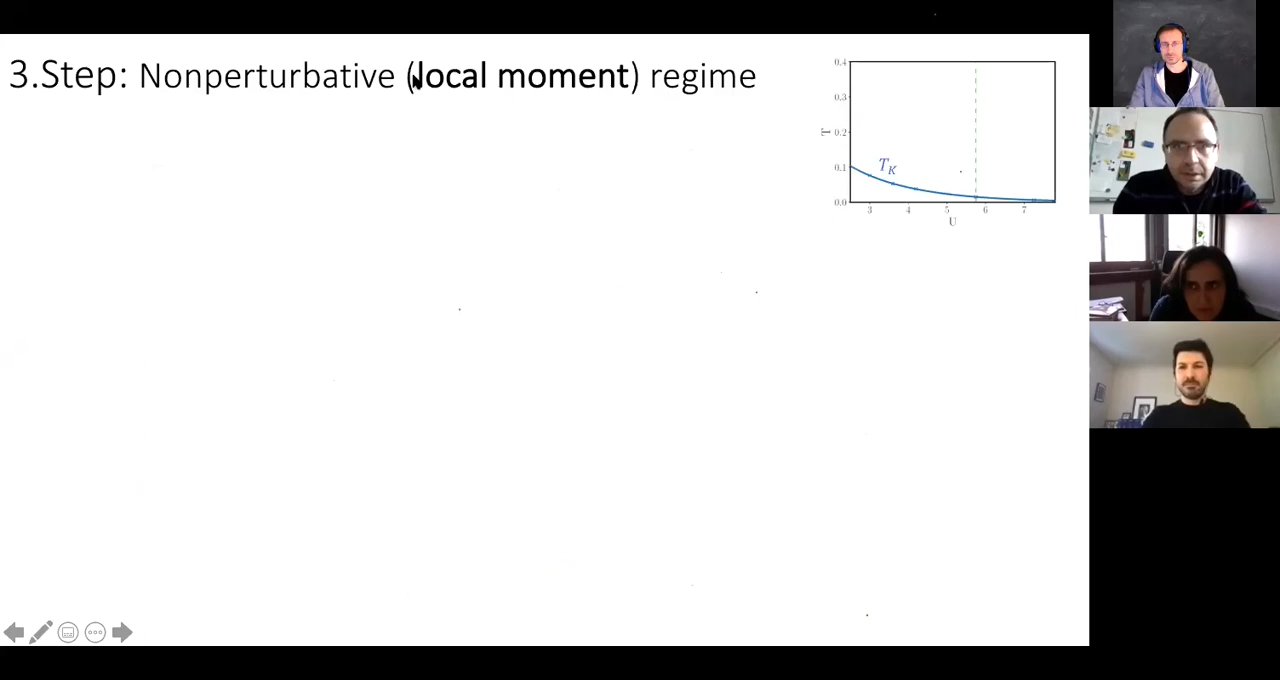 3.Step: Nonperturbative (local moment) regime
0.4
0.3
0.2
0.1
0.0
T
T_K
3 4 5 6 7
U